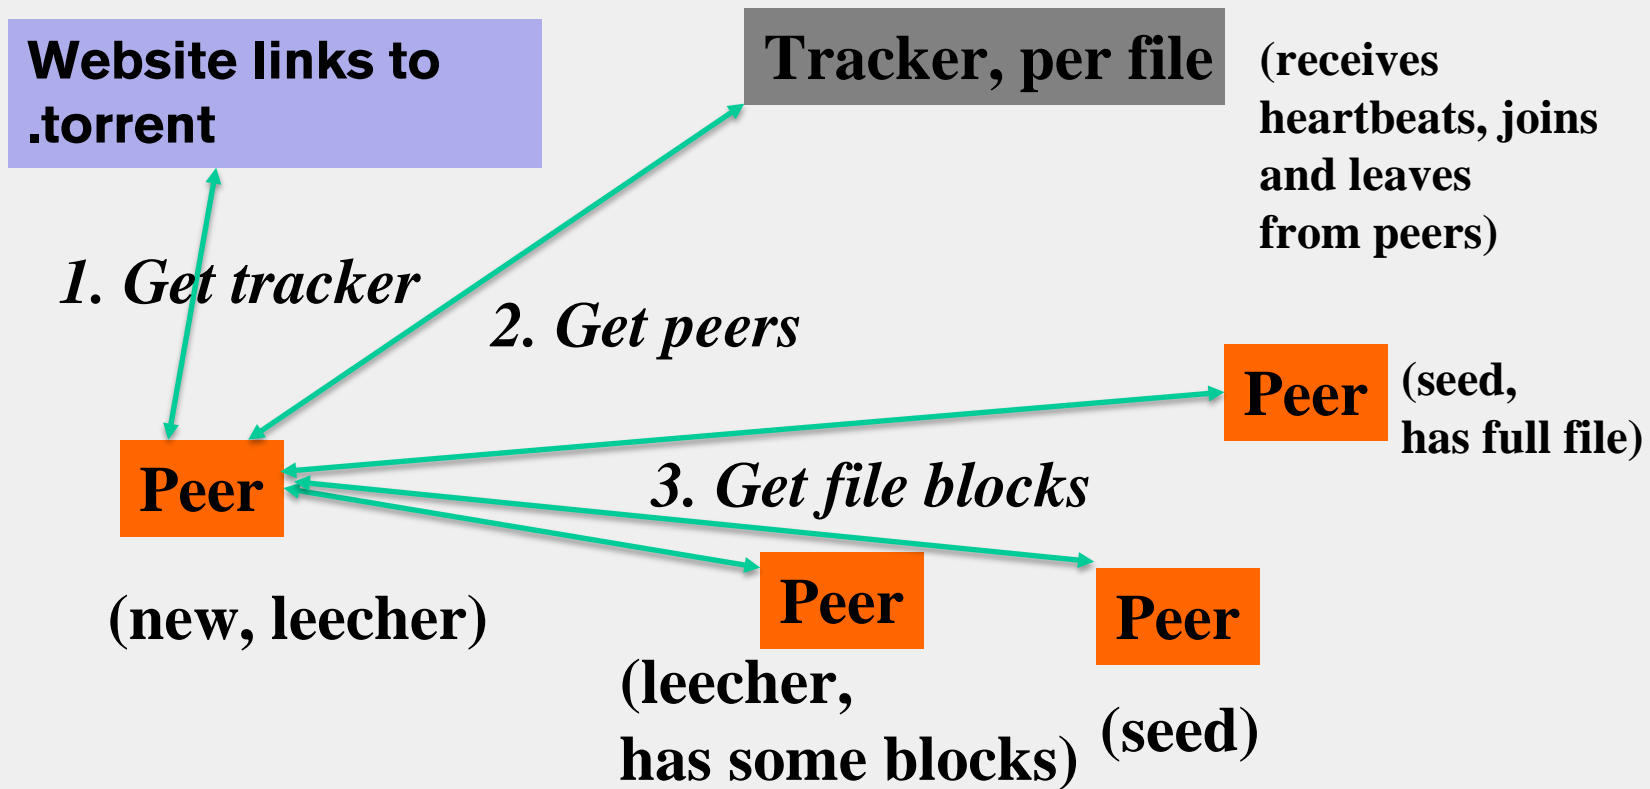 Website links to
.torrent
Tracker, per file
(receives
heartbeats, joins
and leaves
from peers)
1. Get tracker
2. Get peers
Peer
(seed,
has full file)
Peer
3. Get file blocks
(new, leecher)
Peer
(leecher,
has some blocks)
Peer
(seed)